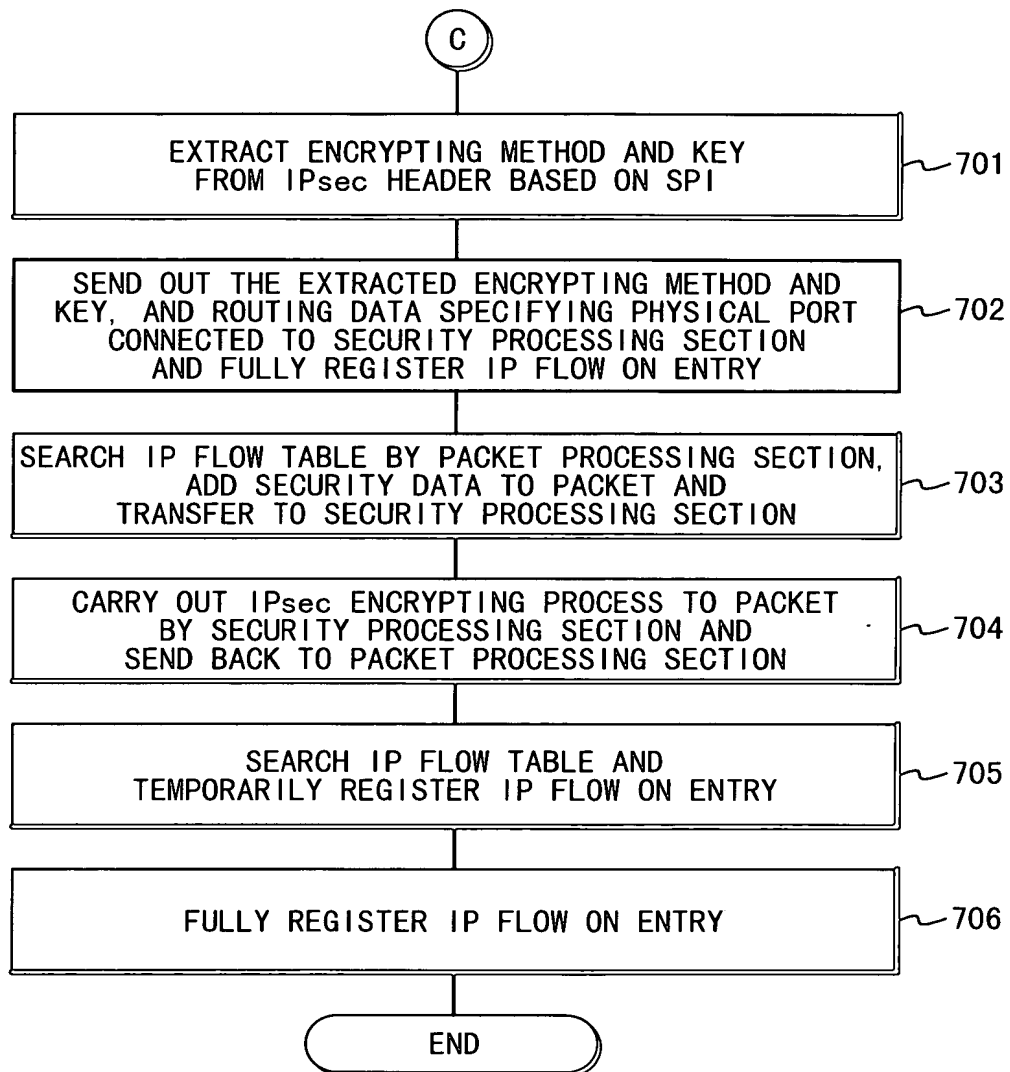 C
EXTRACT ENCRYPTING METHOD AND KEY
FROM IPsec HEADER BASED ON SPI
701
SEND OUT THE EXTRACTED ENCRYPTING METHOD AND
KEY, AND ROUTING DATA SPECIFYING PHYSICAL PORT
CONNECTED TO SECURITY PROCESSING SECTION
AND FULLY REGISTER IP FLOW ON ENTRY
702
SEARCH IP FLOW TABLE BY PACKET PROCESSING SECTION,
ADD SECURITY DATA TO PACKET AND
TRANSFER TO SECURITY PROCESSING SECTION
703
CARRY OUT IPsec ENCRYPTING PROCESS TO PACKET
BY SECURITY PROCESSING SECTION AND
SEND BACK TO PACKET PROCESSING SECTION
704
SEARCH IP FLOW TABLE AND
TEMPORARILY REGISTER IP FLOW ON ENTRY
705
FULLY REGISTER IP FLOW ON ENTRY
706
END